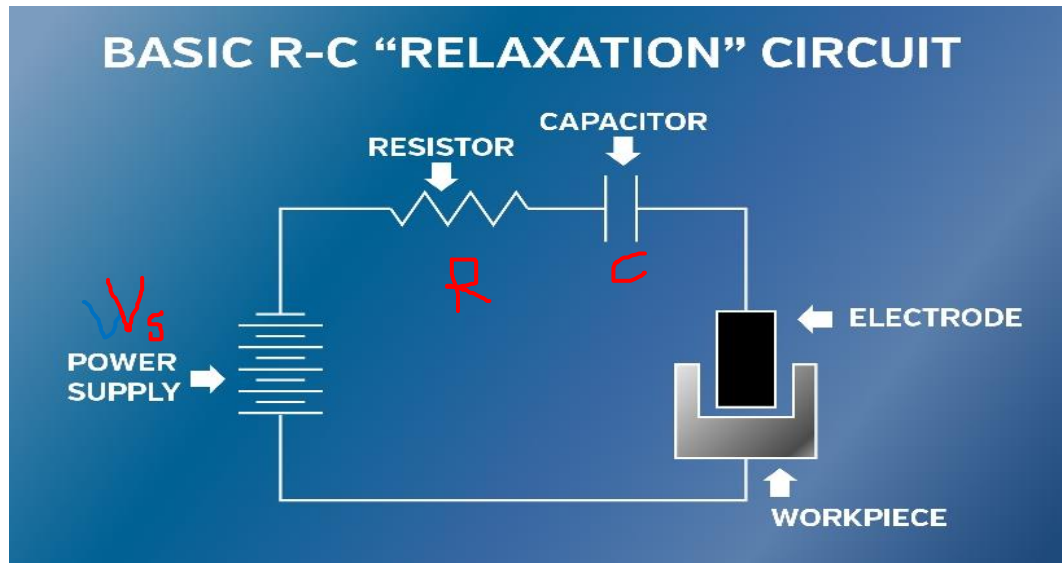 BASIC R-C “RELAXATION” CIRCUIT
CAPACITOR
RESISTOR
R
C
Vs
POWER
SUPPLY
ELECTRODE
WORKPIECE